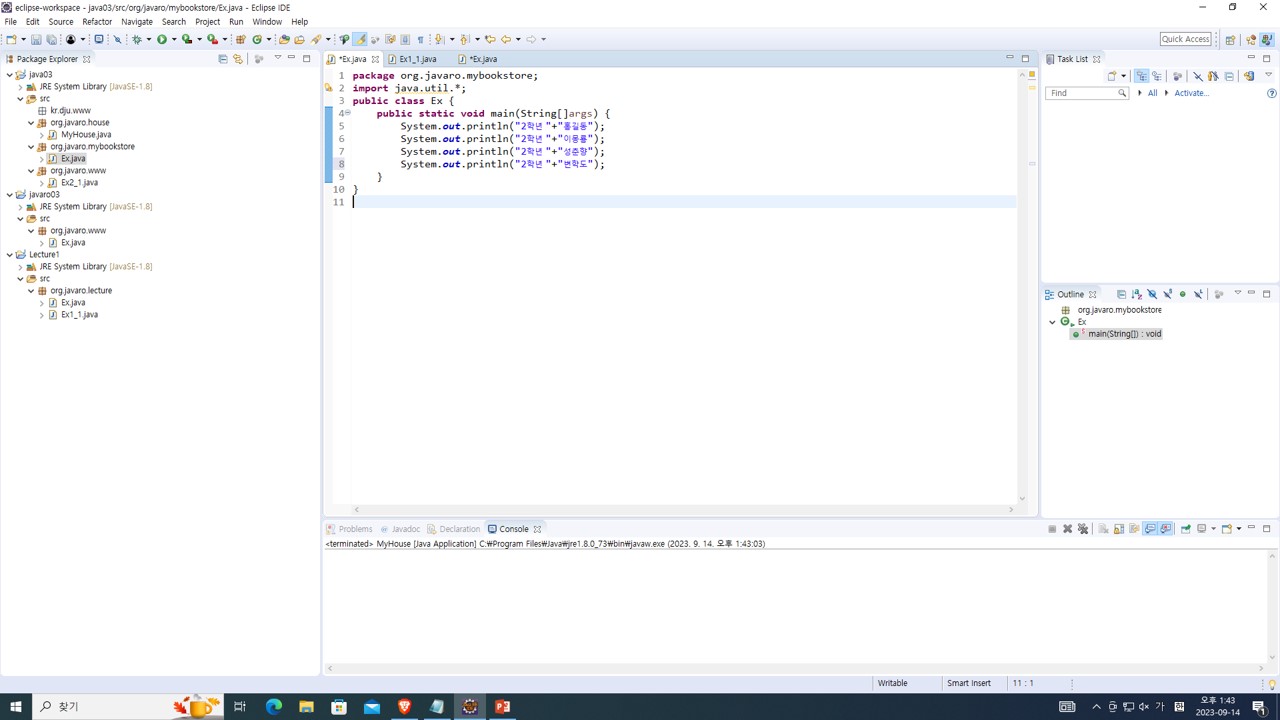 eclipse-workspace - java03/src/org/javaro/mybookstore/Ex.java - Eclipse IDE
File Edit Source Refactor Navigate Search Project Run Window Help
Quick Access
Package Explorer
java03
JRE System Library [JavaSE-1.8]
src
kr.dju.www
org.javaro.house
MyHouse.java
org.javaro.mybookstore
Ex.java
org.javaro.www
Ex2_1.java
javaro03
JRE System Library [JavaSE-1.8]
src
org.javaro.www
Ex.java
Lecture1
JRE System Library [JavaSE-1.8]
src
org.javaro.lecture
Ex.java
Ex1_1.java
*Ex.java Ex1_1.java *Ex.java
1 package org.javaro.mybookstore;
2 import java.util.*;
3 public class Ex {
4 public static void main(String[]args) {
5 System.out.println("2학년 "+"홍길동");
6 System.out.println("2학년 "+"이몽룡");
7 System.out.println("2학년 "+"성춘향");
8 System.out.println("2학년 "+"변학도");
9 }
10 }
11
Task List
Find All Activate...
Outline
org.javaro.mybookstore
Ex
main(String[]) : void
Problems Javadoc Declaration Console
<terminated> MyHouse [Java Application] C:₩Program Files₩Java₩jre1.8.0_73₩bin₩javaw.exe (2023. 9. 14. 오후 1:43:03)
Writable Smart Insert 11 : 1
찾기
가
오후 1:43
2023-09-14
1